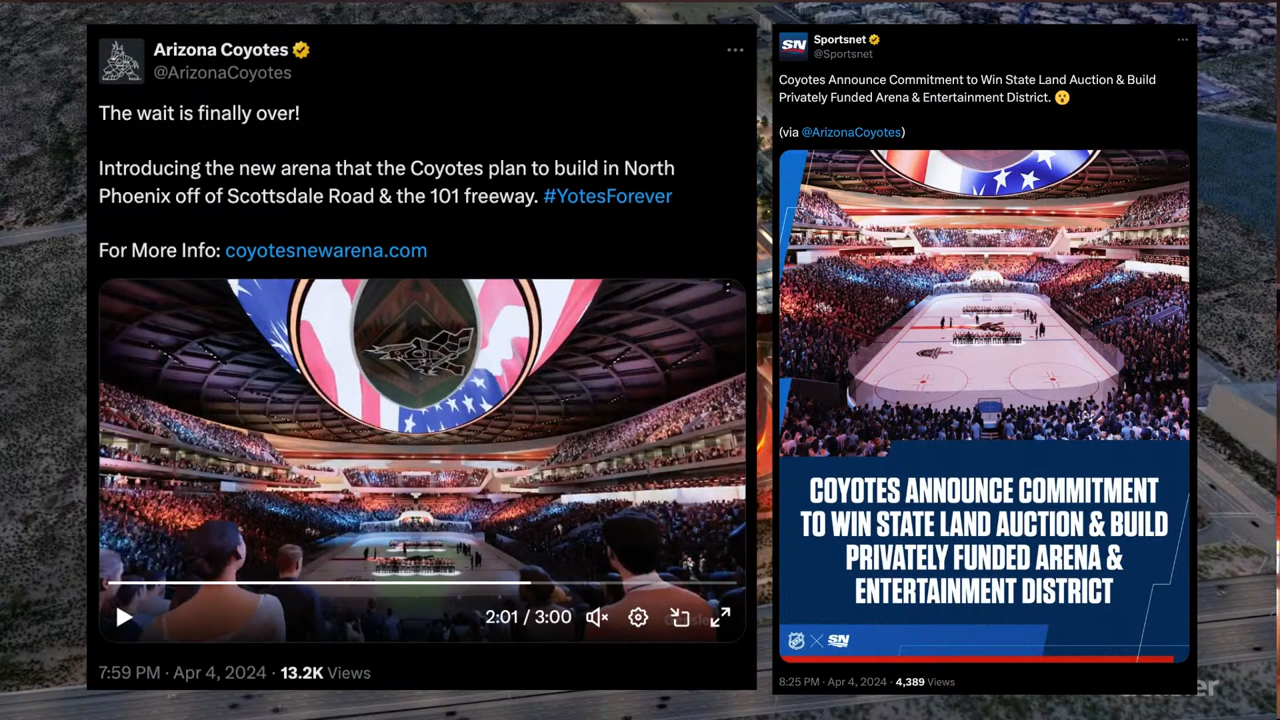 Arizona Coyotes
@ArizonaCoyotes
The wait is finally over!
Introducing the new arena that the Coyotes plan to build in North
Phoenix off of Scottsdale Road & the 101 freeway. #YotesForever
For More Info: coyotesnewarena.com
2:01 / 3:00
7:59 PM · Apr 4, 2024 · 13.2K Views
SN
Sportsnet
@Sportsnet
Coyotes Announce Commitment to Win State Land Auction & Build
Privately Funded Arena & Entertainment District. 😮
(via @ArizonaCoyotes)
COYOTES ANNOUNCE COMMITMENT
TO WIN STATE LAND AUCTION & BUILD
PRIVATELY FUNDED ARENA &
ENTERTAINMENT DISTRICT
SN
8:25 PM · Apr 4, 2024 · 4,389 Views